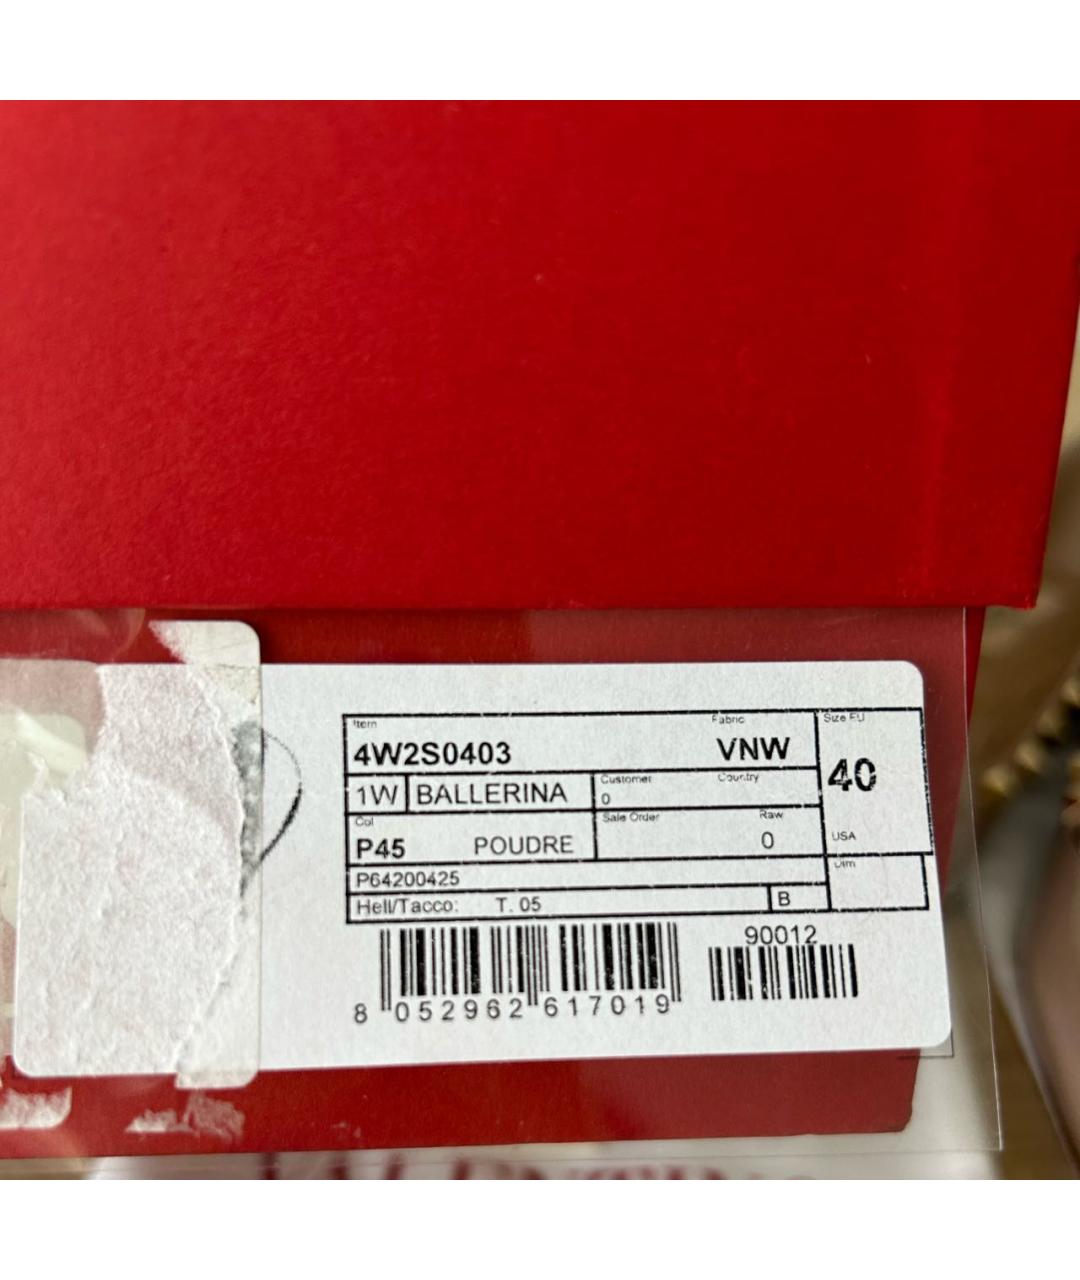 Item Fabric Size EU
4W2S0403 VNW 40
1W BALLERINA Customer Country
0
Col Sale Order Raw
P45 POUDRE 0 USA
P64200425 Dim
Hell/Tacco: T. 05 B
90012
8 052962 617019
VALENTINO